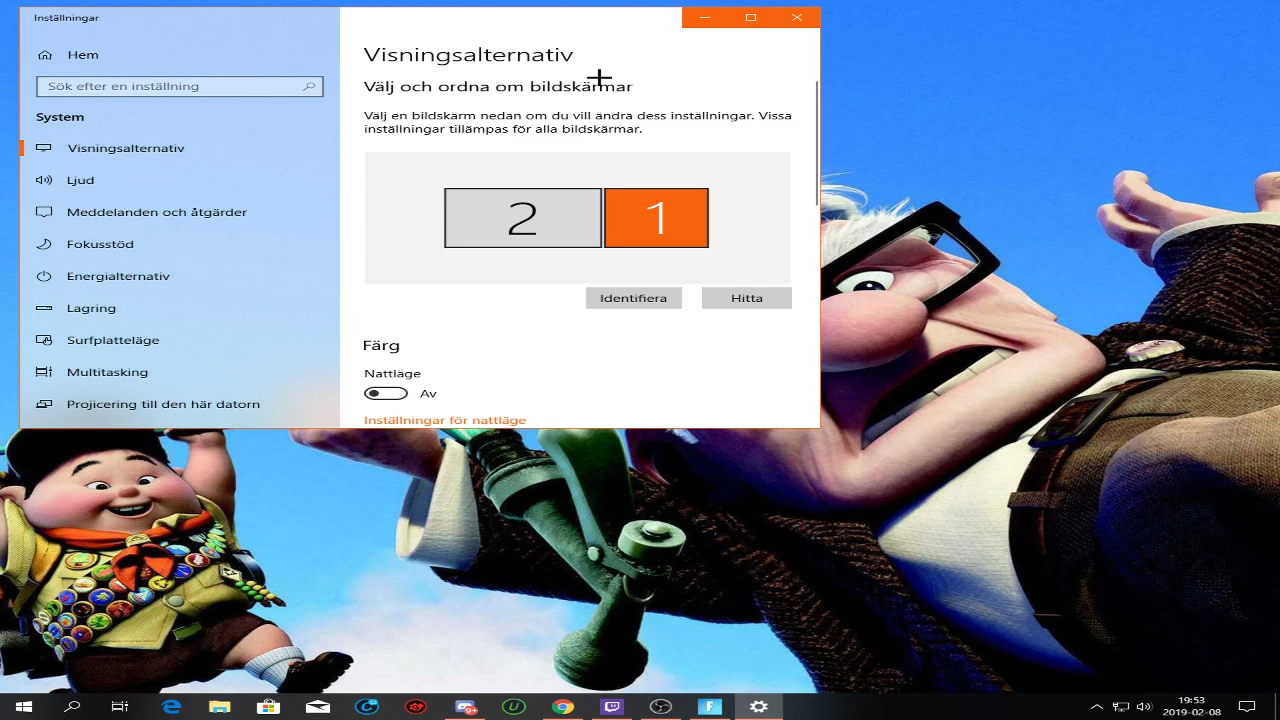 Inställningar
Hem
Sök efter en inställning
System
Visningsalternativ
Ljud
Meddelanden och åtgärder
Fokusstöd
Energialternativ
Lagring
Surfplatteläge
Multitasking
Projicering till den här datorn
Visningsalternativ
Välj och ordna om bildskärmar
Välj en bildskärm nedan om du vill ändra dess inställningar. Vissa
inställningar tillämpas för alla bildskärmar.
2 1
Identifiera Hitta
Färg
Nattläge
Av
Inställningar för nattläge
19:53
2019-02-08